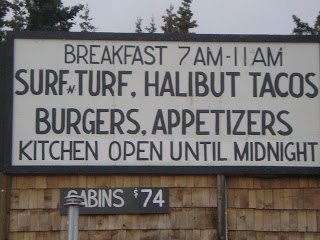 BREAKFAST 7AM-11AM
SURF N TURF, HALIBUT TACOS
BURGERS, APPETIZERS
KITCHEN OPEN UNTIL MIDNIGHT
CABINS $74